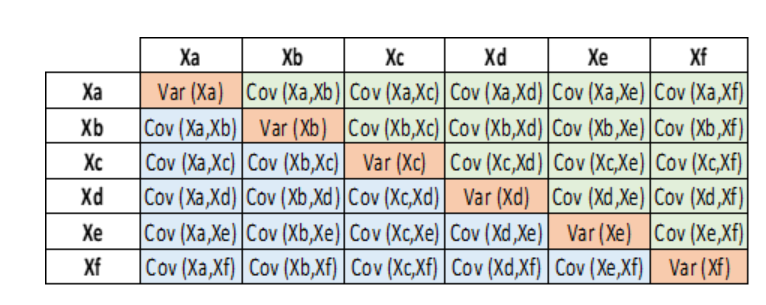 Xa Xb Xc Xd Xe Xf
Xa Var (Xa) Cov (Xa,Xb) Cov (Xa,Xc) Cov (Xa,Xd) Cov (Xa,Xe) Cov (Xa,Xf)
Xb Cov (Xa,Xb) Var (Xb) Cov (Xb,Xc) Cov (Xb,Xd) Cov (Xb,Xe) Cov (Xb,Xf)
Xc Cov (Xa,Xc) Cov (Xb,Xc) Var (Xc) Cov (Xc,Xd) Cov (Xc,Xe) Cov (Xc,Xf)
Xd Cov (Xa,Xd) Cov (Xb,Xd) Cov (Xc,Xd) Var (Xd) Cov (Xd,Xe) Cov (Xd,Xf)
Xe Cov (Xa,Xe) Cov (Xb,Xe) Cov (Xc,Xe) Cov (Xd,Xe) Var (Xe) Cov (Xe,Xf)
Xf Cov (Xa,Xf) Cov (Xb,Xf) Cov (Xc,Xf) Cov (Xd,Xf) Cov (Xe,Xf) Var (Xf)